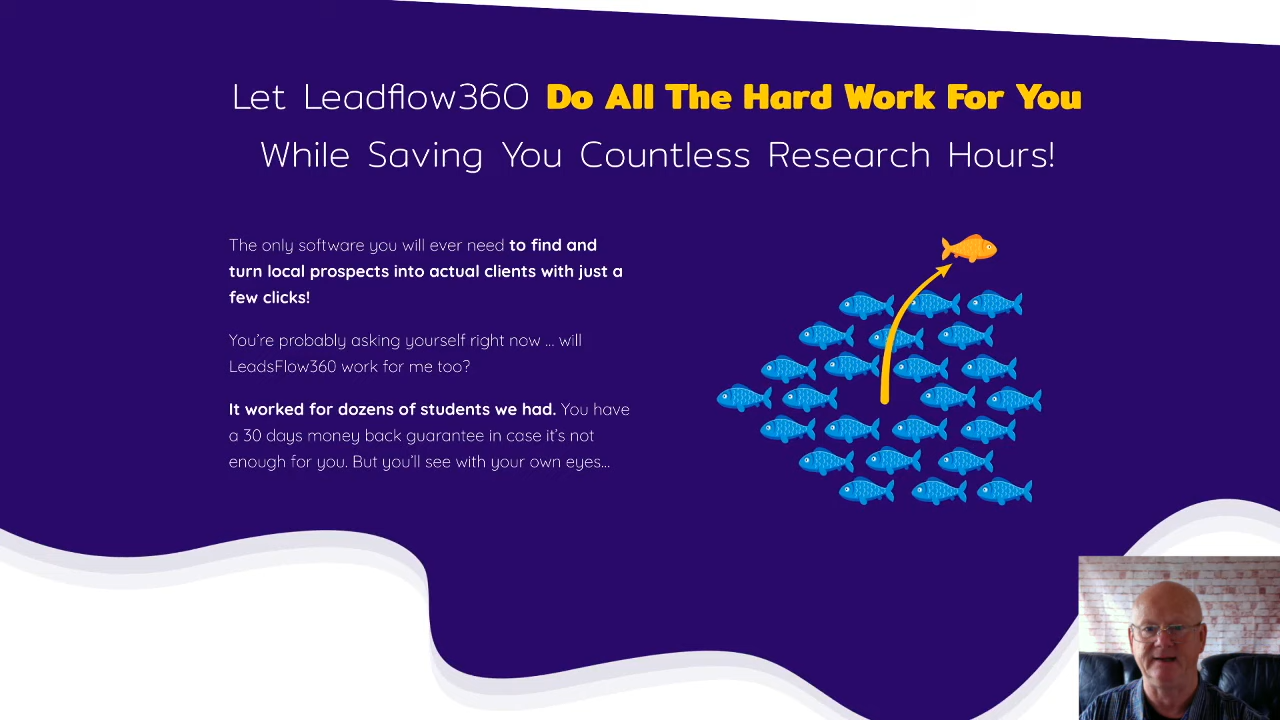 Let Leadflow360 Do All The Hard Work For You
While Saving You Countless Research Hours!
The only software you will ever need to find and
turn local prospects into actual clients with just a
few clicks!
You're probably asking yourself right now ... will
LeadsFlow360 work for me too?
It worked for dozens of students we had. You have
a 30 days money back guarantee in case it's not
enough for you. But you'll see with your own eyes...